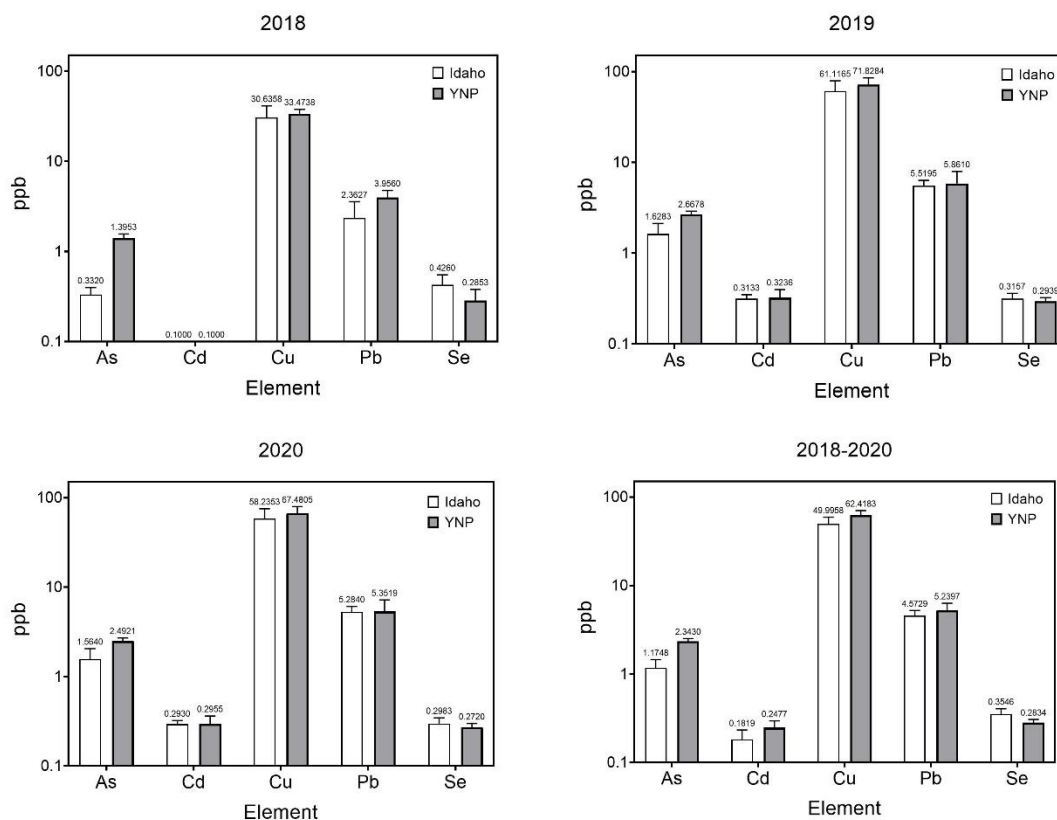 2018
100
10
1
0.1
ppb
Idaho
YNP
0.3320
1.3953
0.1000 0.1000
30.6358 33.4738
2.3627
3.9560
0.4260
0.2853
As Cd Cu Pb Se
Element
2019
100
10
1
0.1
ppb
Idaho
YNP
1.6283
2.6678
0.3133 0.3236
61.1165 71.8284
5.5195 5.8610
0.3157 0.2939
As Cd Cu Pb Se
Element
2020
100
10
1
0.1
ppb
Idaho
YNP
1.5640
2.4921
0.2930 0.2955
58.2353 67.4805
5.2840 5.3519
0.2983 0.2720
As Cd Cu Pb Se
Element
2018-2020
100
10
1
0.1
ppb
Idaho
YNP
1.1748
2.3430
0.1819 0.2477
49.9958 62.4183
4.5729 5.2397
0.3546 0.2834
As Cd Cu Pb Se
Element